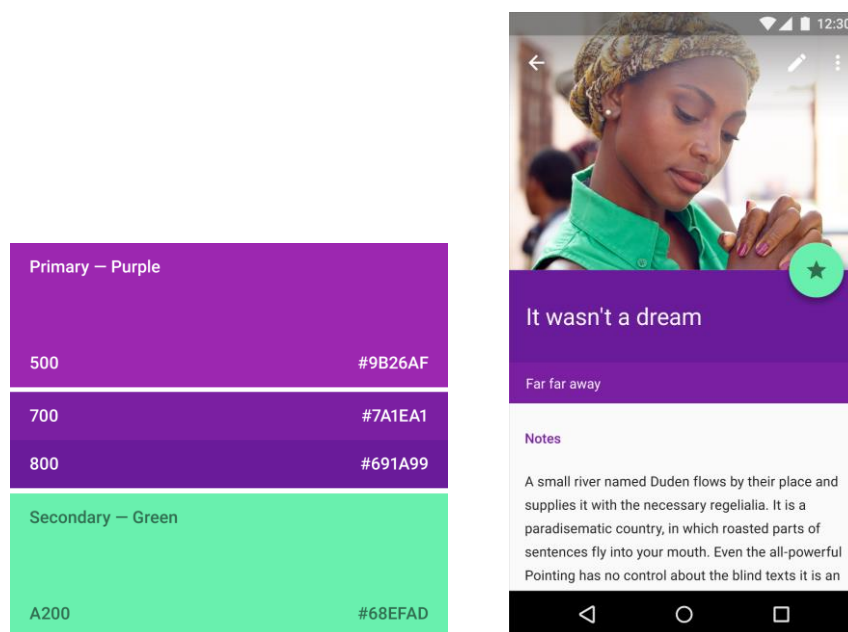 Primary — Purple
500 #9B26AF
700 #7A1EA1
800 #691A99
Secondary — Green
A200 #68EFAD
12:30
It wasn't a dream
Far far away
Notes
A small river named Duden flows by their place and
supplies it with the necessary regelialia. It is a
paradisematic country, in which roasted parts of
sentences fly into your mouth. Even the all-powerful
Pointing has no control about the blind texts it is an